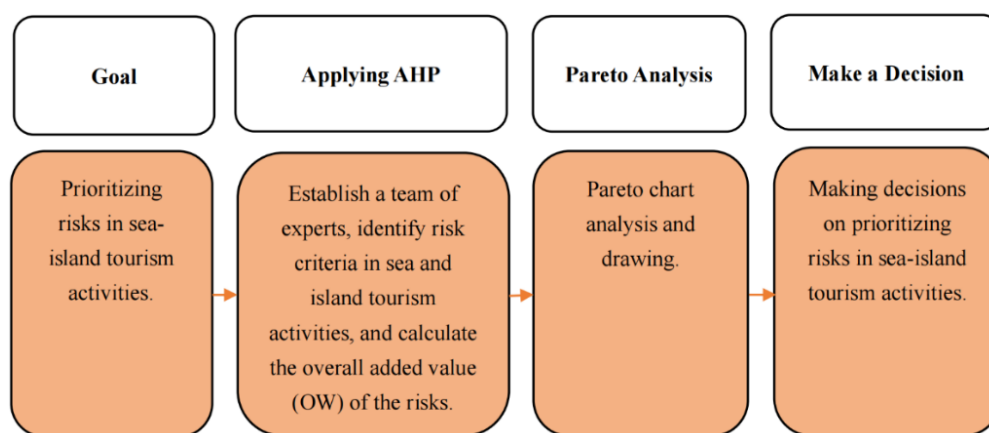 Goal
Applying AHP
Pareto Analysis
Make a Decision
Prioritizing
risks in sea-
island tourism
activities.
Establish a team of
experts, identify risk
criteria in sea and
island tourism
activities, and calculate
the overall added value
(OW) of the risks.
Pareto chart
analysis and
drawing.
Making decisions
on prioritizing
risks in sea-island
tourism activities.